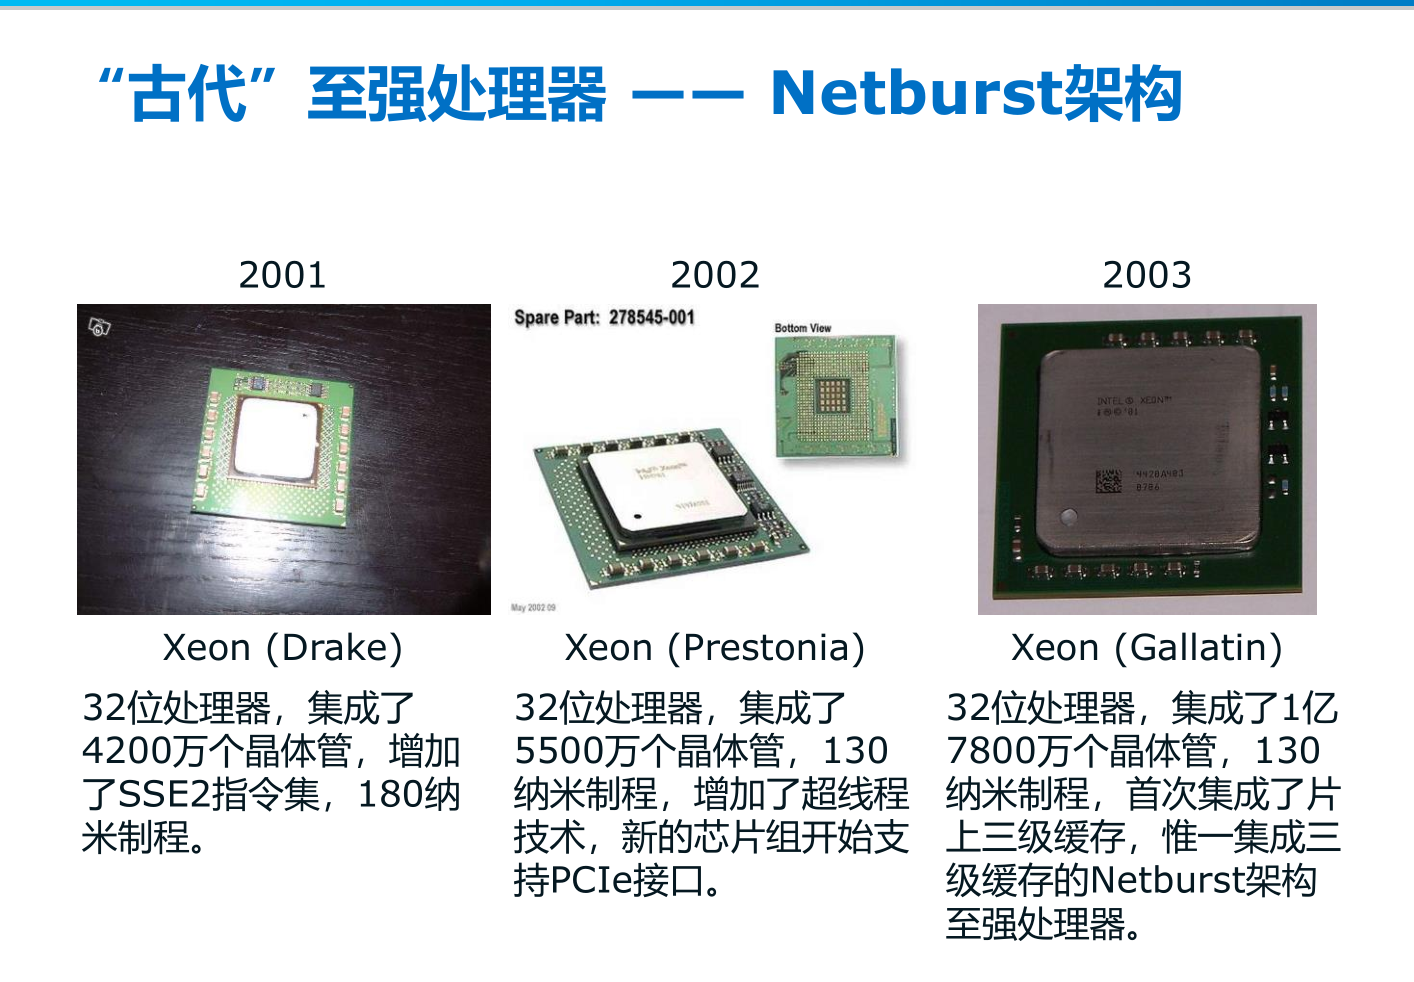 “古代”至强处理器 —— Netburst架构
2001
2002
2003
Spare Part: 278545-001
Bottom View
May 2002 09
INTEL® XEON™
4420A403
Xeon (Drake)
Xeon (Prestonia)
Xeon (Gallatin)
32位处理器，集成了
4200万个晶体管，增加
了SSE2指令集，180纳
米制程。
32位处理器，集成了
5500万个晶体管，130
纳米制程，增加了超线程
技术，新的芯片组开始支
持PCIe接口。
32位处理器，集成了1亿
7800万个晶体管，130
纳米制程，首次集成了片
上三级缓存，惟一集成三
级缓存的Netburst架构
至强处理器。